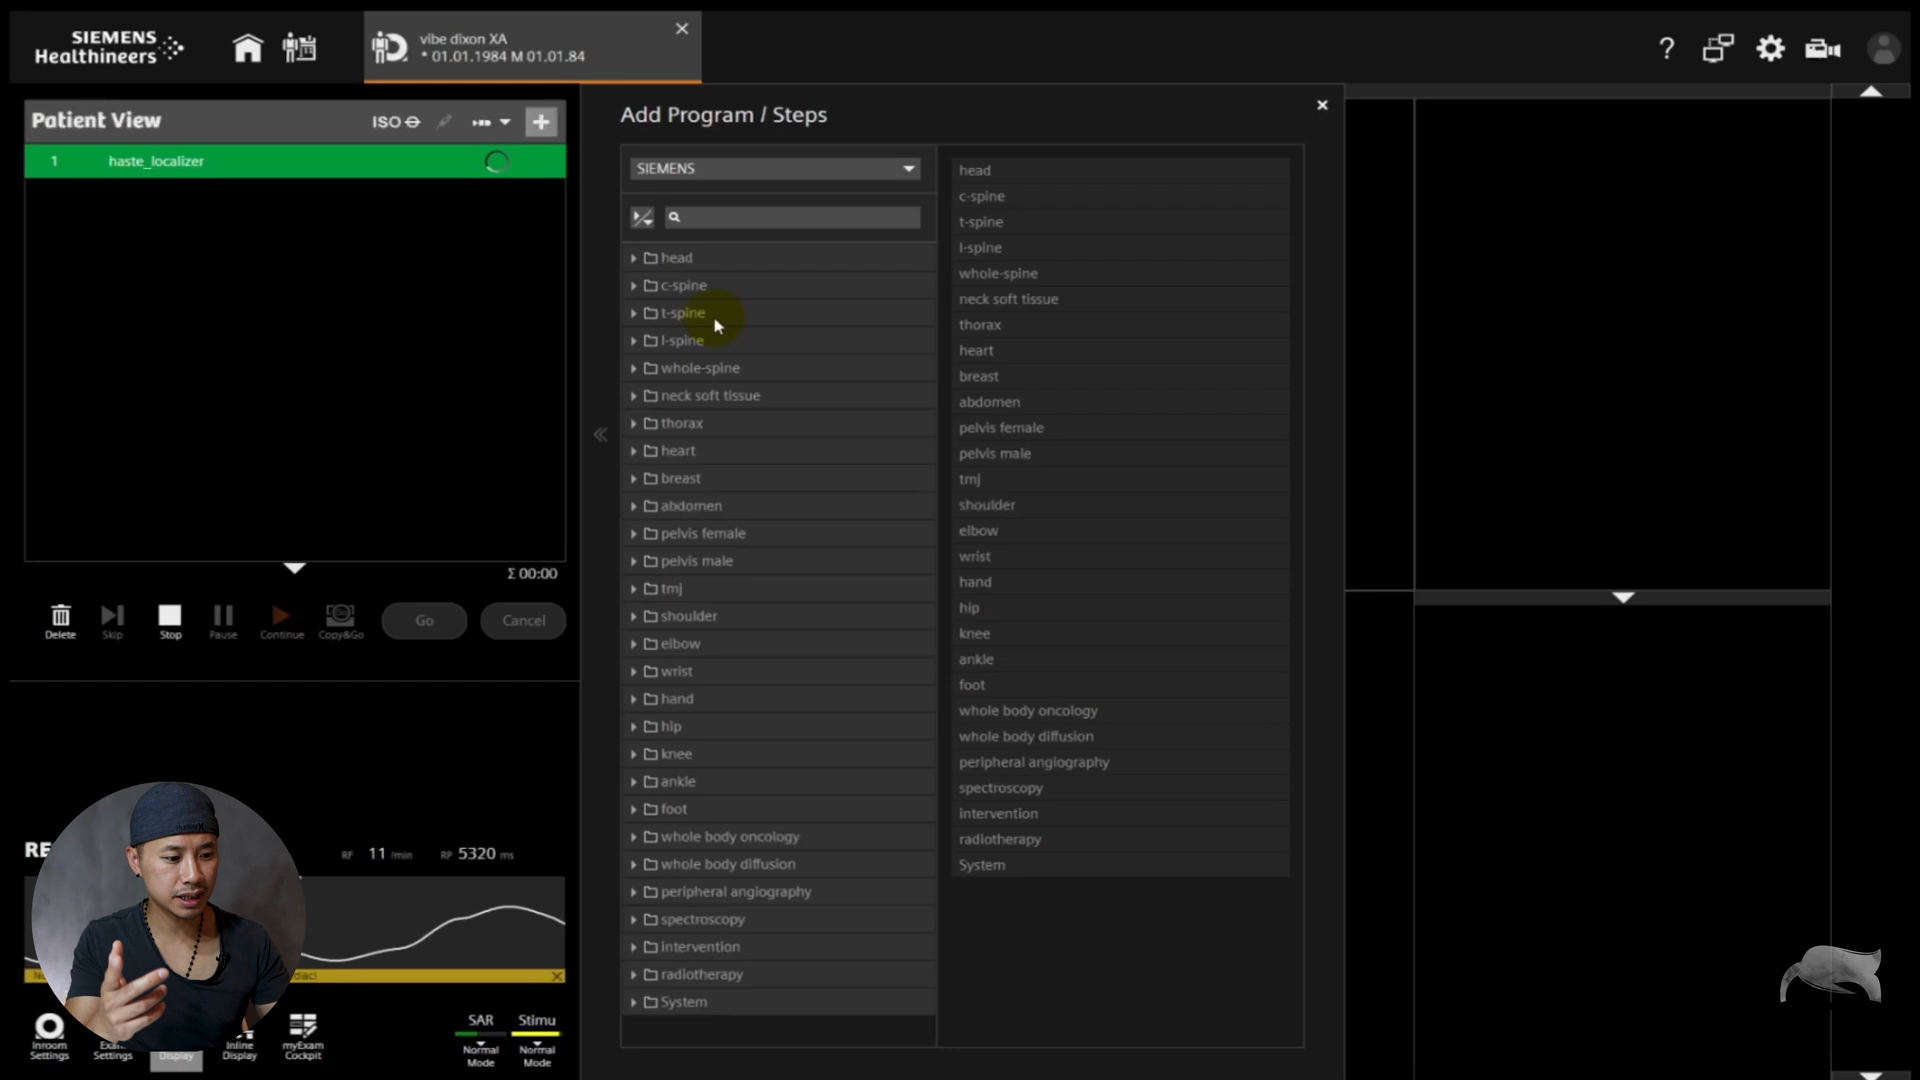 SIEMENS
Healthineers
vibe dixon XA
* 01.01.1984 M 01.01.84
?
Patient View
ISO
1 haste_localizer
Σ 00:00
Delete
Skip
Stop
Pause
Continue
Copy&Go
Go
Cancel
RF 11 /min RP 5320 ms
SAR
Stimu
Normal
Mode
Normal
Mode
Inroom
Settings
Settings
Display
Inline
Display
myExam
Cockpit
Add Program / Steps
SIEMENS
head
c-spine
t-spine
l-spine
whole-spine
neck soft tissue
thorax
heart
breast
abdomen
pelvis female
pelvis male
tmj
shoulder
elbow
wrist
hand
hip
knee
ankle
foot
whole body oncology
whole body diffusion
peripheral angiography
spectroscopy
intervention
radiotherapy
System
head
c-spine
t-spine
l-spine
whole-spine
neck soft tissue
thorax
heart
breast
abdomen
pelvis female
pelvis male
tmj
shoulder
elbow
wrist
hand
hip
knee
ankle
foot
whole body oncology
whole body diffusion
peripheral angiography
spectroscopy
intervention
radiotherapy
System